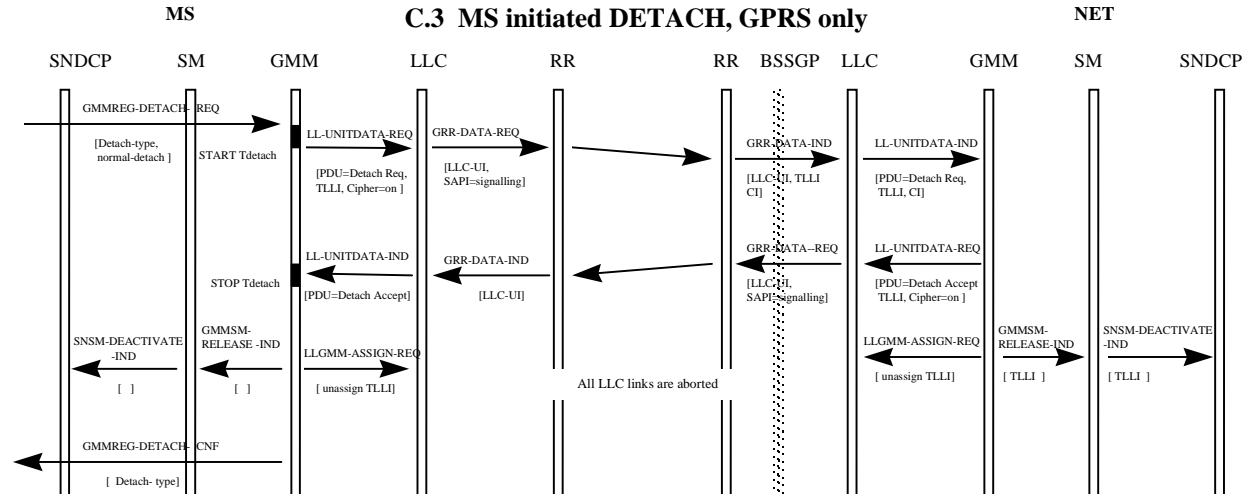 MS
C.3 MS initiated DETACH, GPRS only
NET
SNDCP SM GMM LLC RR RR BSSGP LLC GMM SM SNDCP
GMMREG-DETACH- REQ
[Detach-type,
normal-detach ]
START Tdetach
LL-UNITDATA-REQ
[PDU=Detach Req,
TLLI, Cipher=on ]
GRR-DATA-REQ
[LLC-UI,
SAPI=signalling]
GRR-DATA-IND
[LLC-UI, TLLI
CI]
LL-UNITDATA-IND
[PDU=Detach Req,
TLLI, CI]
STOP Tdetach
LL-UNITDATA-IND
[PDU=Detach Accept]
GRR-DATA-IND
[LLC-UI]
GRR-DATA--REQ
[LLC-UI,
SAPI=signalling]
LL-UNITDATA-REQ
[PDU=Detach Accept
TLLI, Cipher=on ]
SNSM-DEACTIVATE
-IND
[ ]
GMMSM-
RELEASE -IND
[ ]
LLGMM-ASSIGN-REQ
[ unassign TLLI]
All LLC links are aborted
LLGMM-ASSIGN-REQ
[ unassign TLLI]
GMMSM-
RELEASE-IND
[ TLLI ]
SNSM-DEACTIVATE
-IND
[ TLLI ]
GMMREG-DETACH- CNF
[ Detach- type]